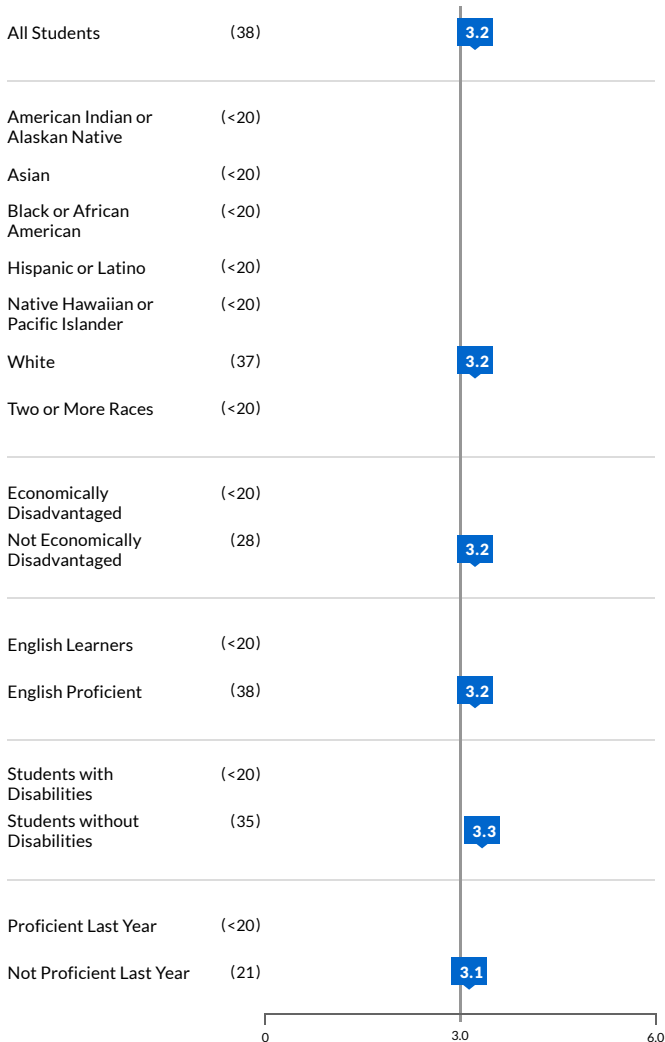 All Students (38) 3.2
American Indian or (<20)
Alaskan Native
Asian (<20)
Black or African (<20)
American
Hispanic or Latino (<20)
Native Hawaiian or (<20)
Pacific Islander
White (37) 3.2
Two or More Races (<20)
Economically (<20)
Disadvantaged
Not Economically (28) 3.2
Disadvantaged
English Learners (<20)
English Proficient (38) 3.2
Students with (<20)
Disabilities
Students without (35) 3.3
Disabilities
Proficient Last Year (<20)
Not Proficient Last Year (21) 3.1
0 3.0 6.0